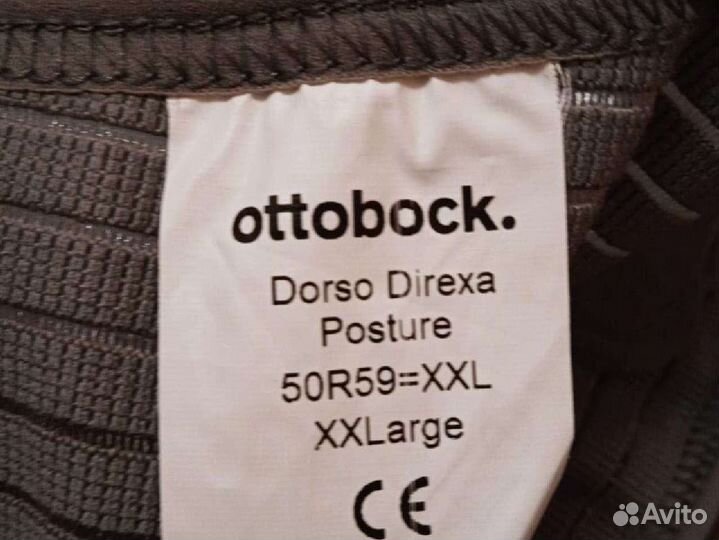 ottobock.
Dorso Direxa
Posture
50R59=XXL
XXLarge
CE
Avito